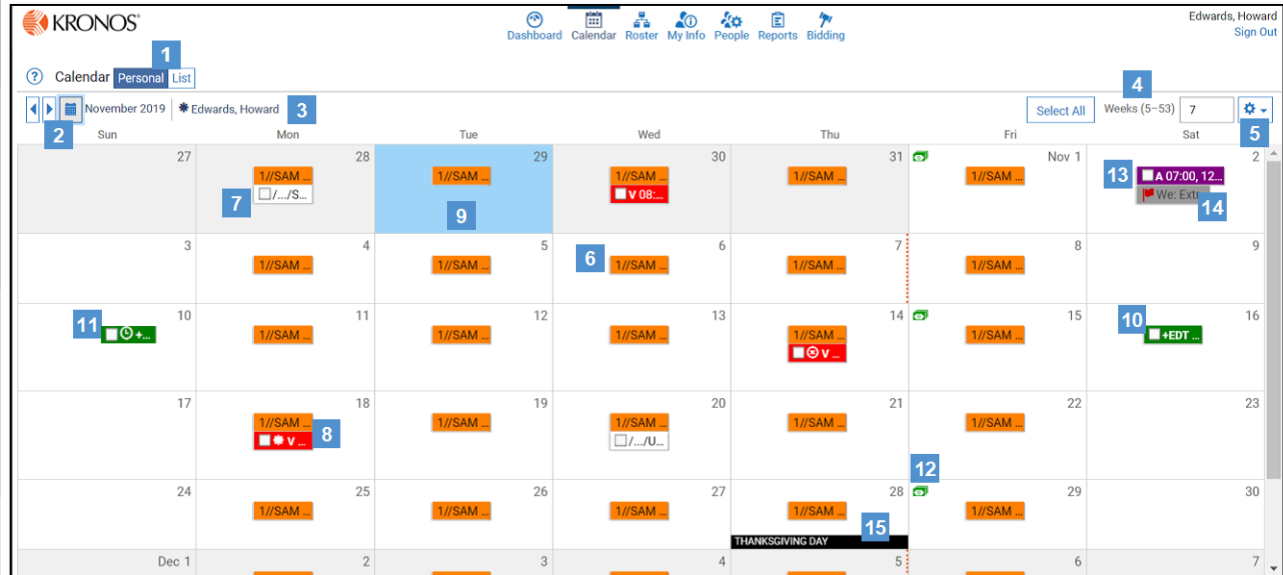 KRONOS®
Dashboard Calendar Roster My Info People Reports Bidding
Edwards, Howard
Sign Out
1
? Calendar Personal List
4
November 2019 Edwards, Howard 3 Select All Weeks (5–53) 7
2 5
Sun Mon Tue Wed Thu Fri Sat
27 28 29 30 31 Nov 1 2
1//SAM ... 1//SAM ... 1//SAM ... 1//SAM ... 1//SAM ... 13 A 07:00, 12...
7 /.../S... V 08:... We: Extr
9 14
3 4 5 6 7 8 9
1//SAM ... 1//SAM ... 6 1//SAM ... 1//SAM ... 1//SAM ...
10 11 12 13 14 15 16
11 +... 1//SAM ... 1//SAM ... 1//SAM ... 1//SAM ... 1//SAM ... 10 +EDT ...
V ...
17 18 19 20 21 22 23
1//SAM ... 1//SAM ... 1//SAM ... 1//SAM ... 1//SAM ...
V ... 8 /.../U...
12
24 25 26 27 28 29 30
1//SAM ... 1//SAM ... 1//SAM ... 1//SAM ... 1//SAM ...
15
THANKSGIVING DAY
Dec 1 2 3 4 5 6 7